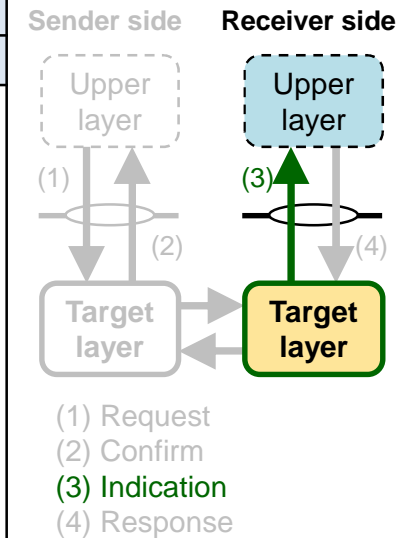 Sender side Receiver side
Upper
layer
Upper
layer
(1)
(2)
(3)
(4)
Target
layer
Target
layer
(1) Request
(2) Confirm
(3) Indication
(4) Response